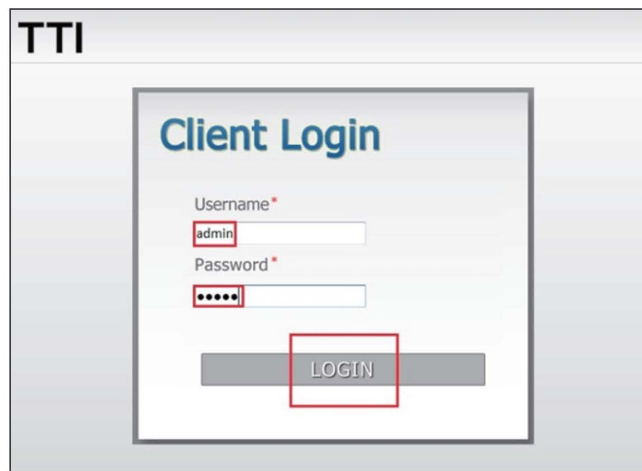 TTI
Client Login
Username*
admin
Password*
•••••
LOGIN